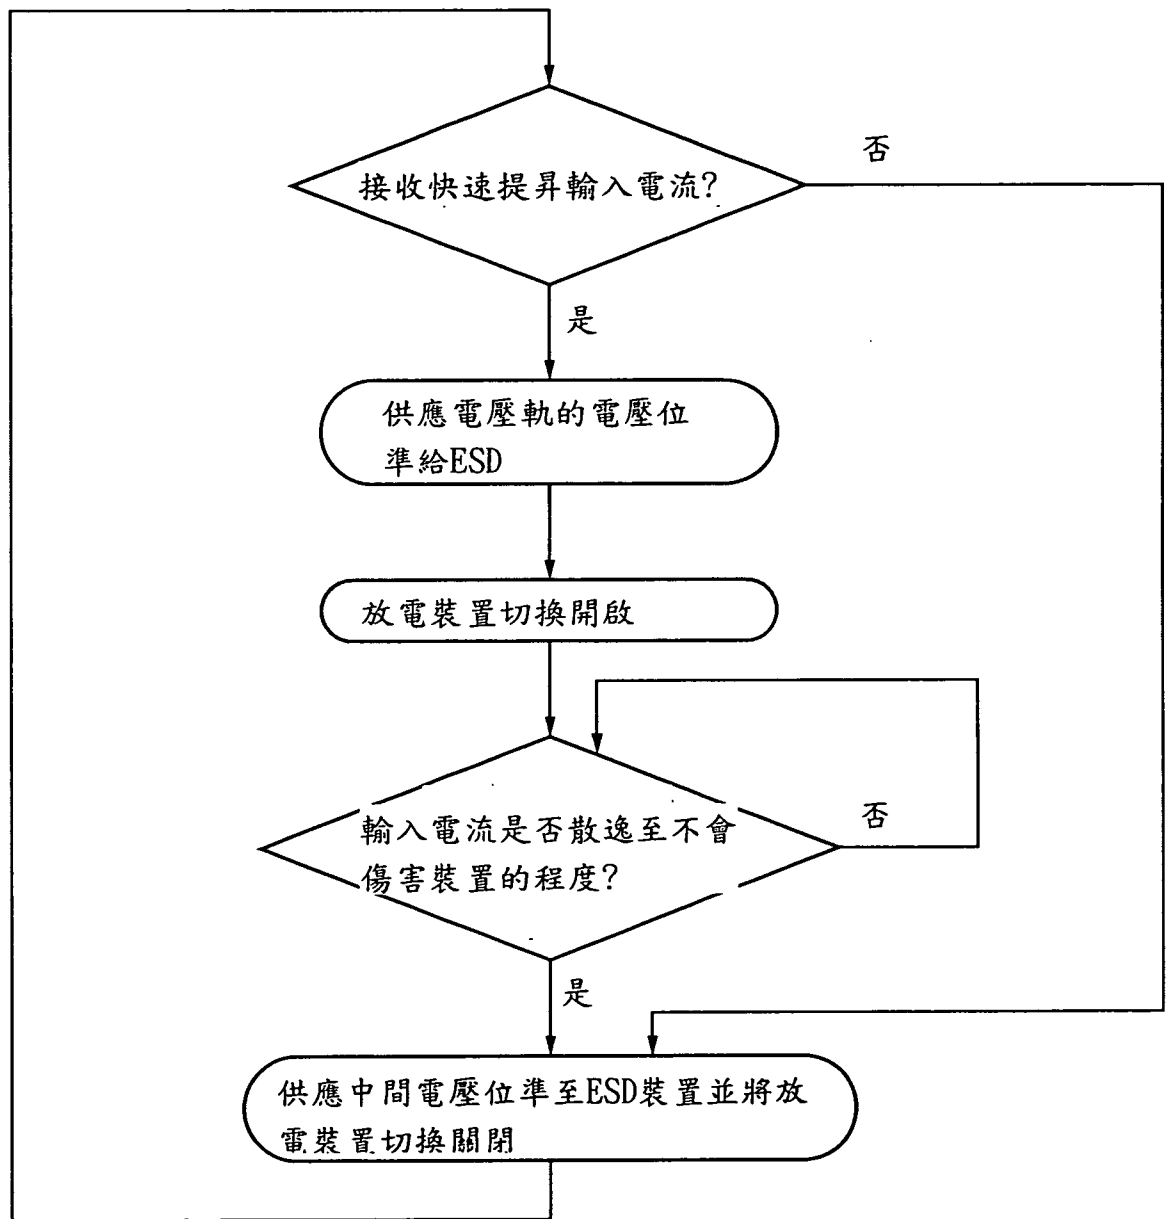 否
接收快速提昇輸入電流?
是
供應電壓軌的電壓位
準給ESD
放電裝置切換開啟
否
輸入電流是否散逸至不會
傷害裝置的程度?
是
供應中間電壓位準至ESD裝置並將放
電裝置切換關閉